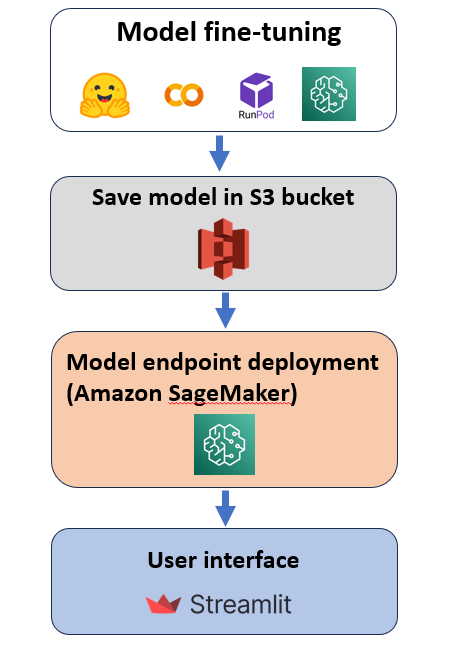 Model fine-tuning
RunPod
Save model in S3 bucket
Model endpoint deployment
(Amazon SageMaker)
User interface
Streamlit